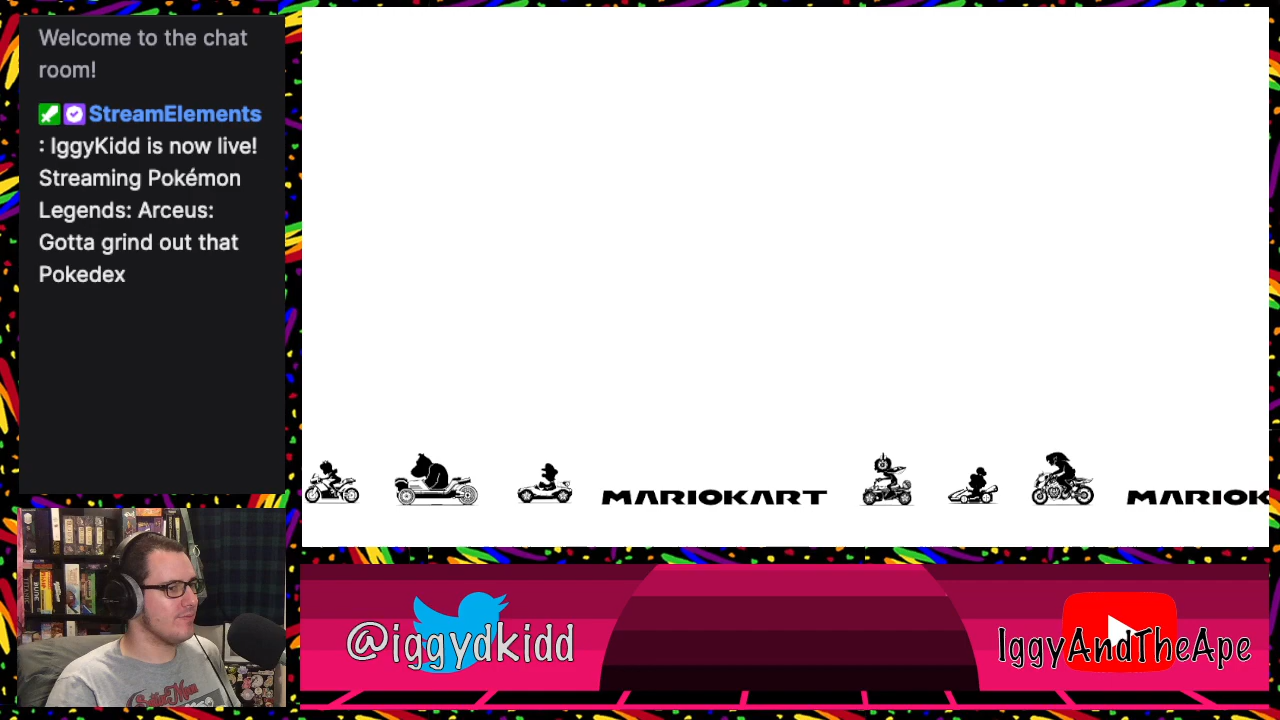 Welcome to the chat
room!
StreamElements
: IggyKidd is now live!
Streaming Pokémon
Legends: Arceus:
Gotta grind out that
Pokedex
MARIOKART
MARIOK
@iggydkidd
IggyAndTheApe